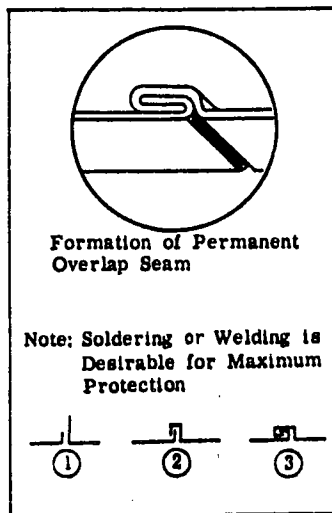 Formation of Permanent
Overlap Seam
Note: Soldering or Welding is
Desirable for Maximum
Protection
1 2 3